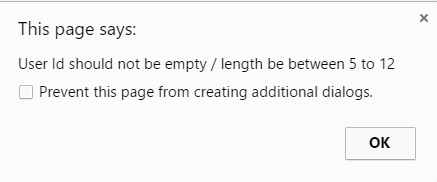 This page says:
User Id should not be empty / length be between 5 to 12
Prevent this page from creating additional dialogs.
OK